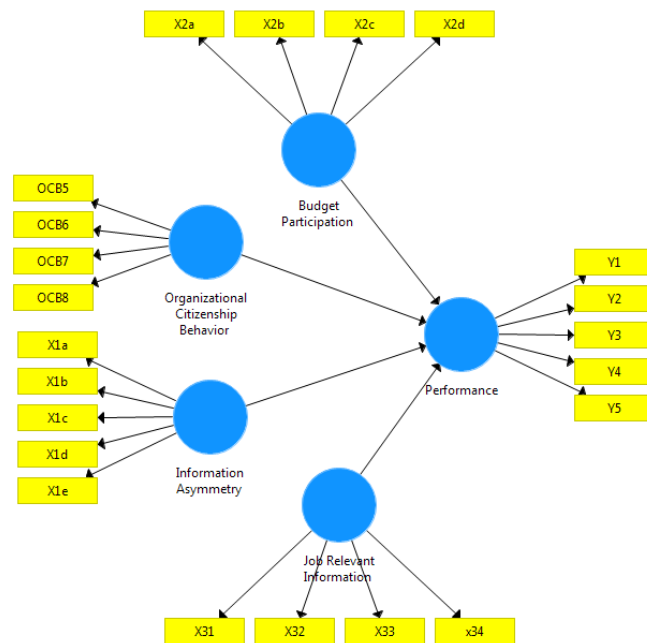 X2a
X2b
X2c
X2d
Budget
Participation
OCB5
OCB6
OCB7
OCB8
Organizational
Citizenship
Behavior
X1a
X1b
X1c
X1d
X1e
Information
Asymmetry
Y1
Y2
Y3
Y4
Y5
Performance
Job Relevant
Information
X31
X32
X33
x34